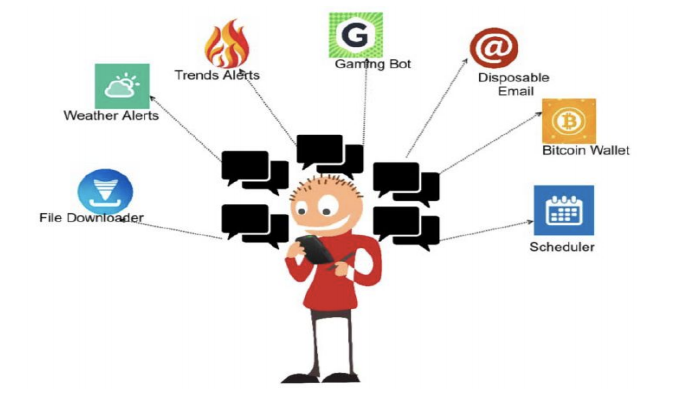 G
Gaming Bot
Trends Alerts
@
Disposable
Email
Weather Alerts
Bitcoin Wallet
File Downloader
Scheduler